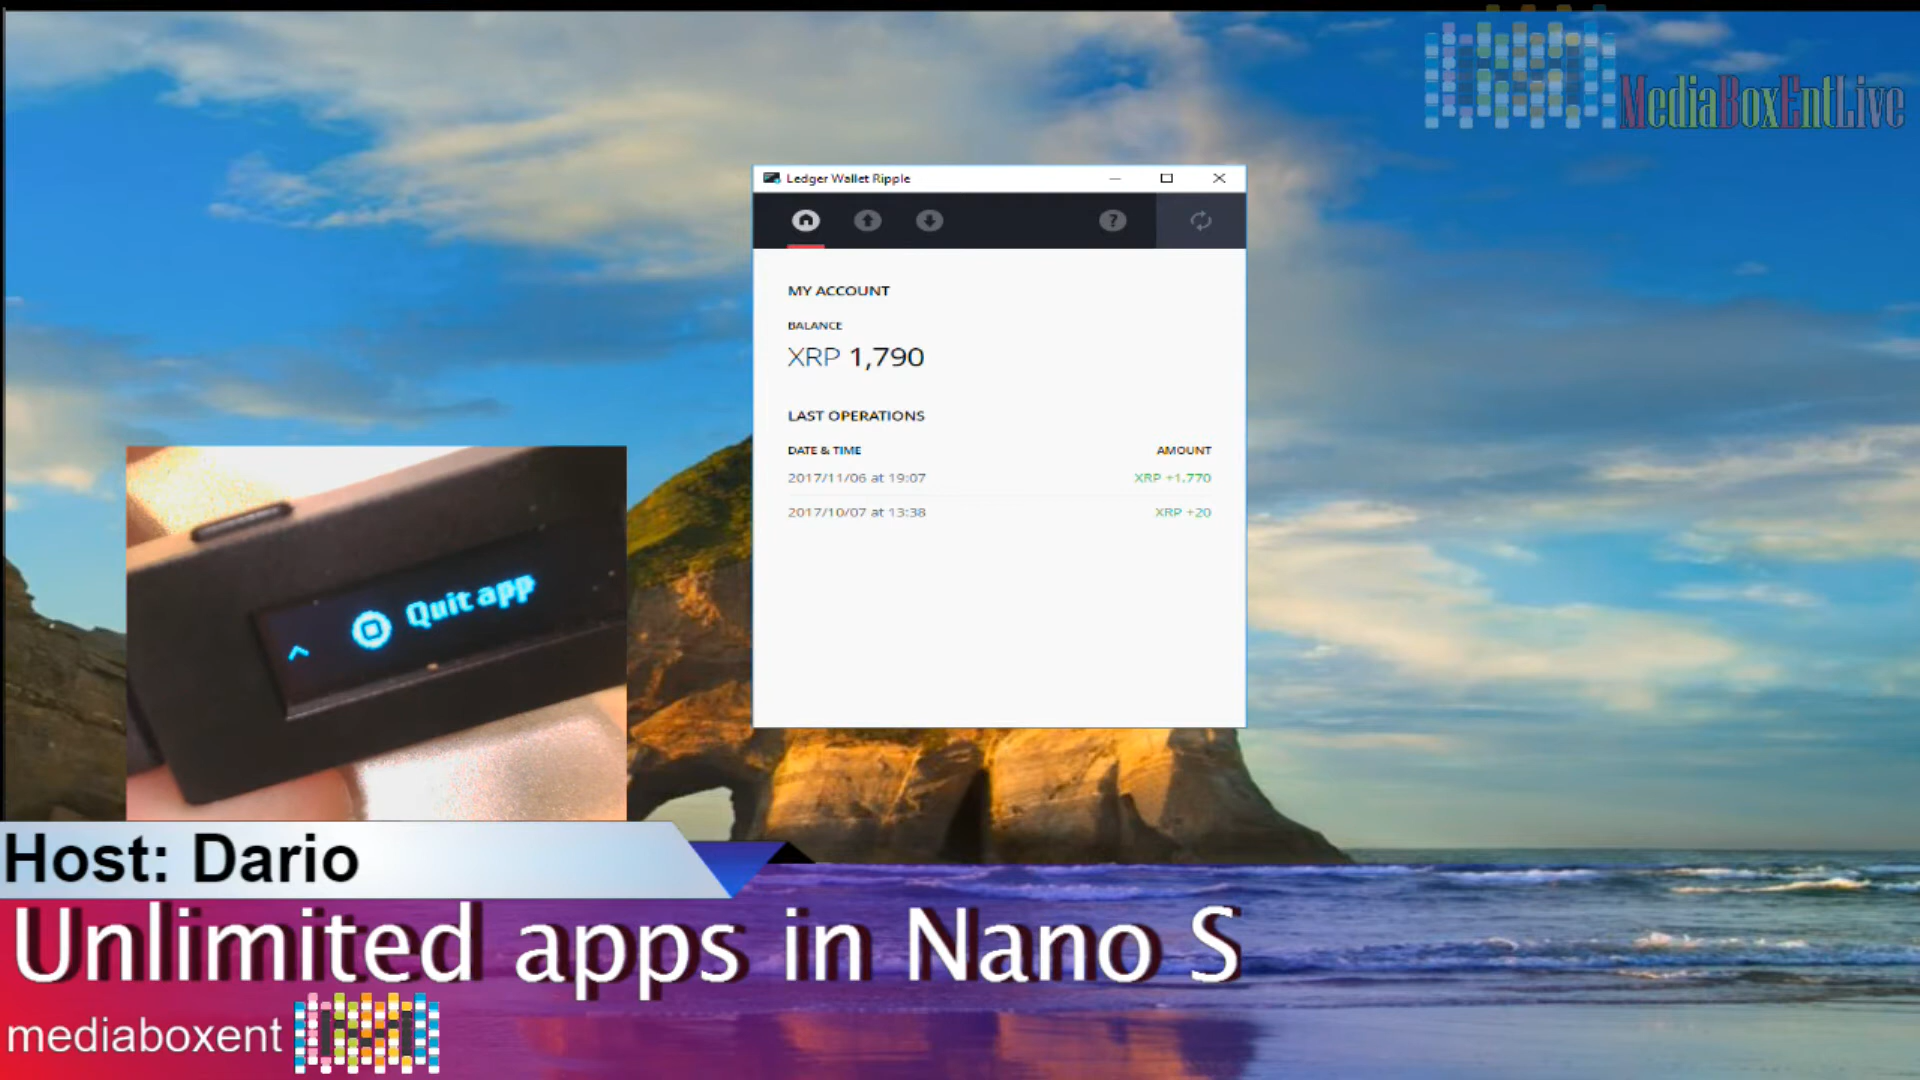 MediaBoxEntLive
Ledger Wallet Ripple
?
MY ACCOUNT
BALANCE
XRP 1,790
LAST OPERATIONS
DATE & TIME AMOUNT
2017/11/06 at 19:07 XRP +1,770
2017/10/07 at 13:38 XRP +20
Quit app
Host: Dario
Unlimited apps in Nano S
mediaboxent